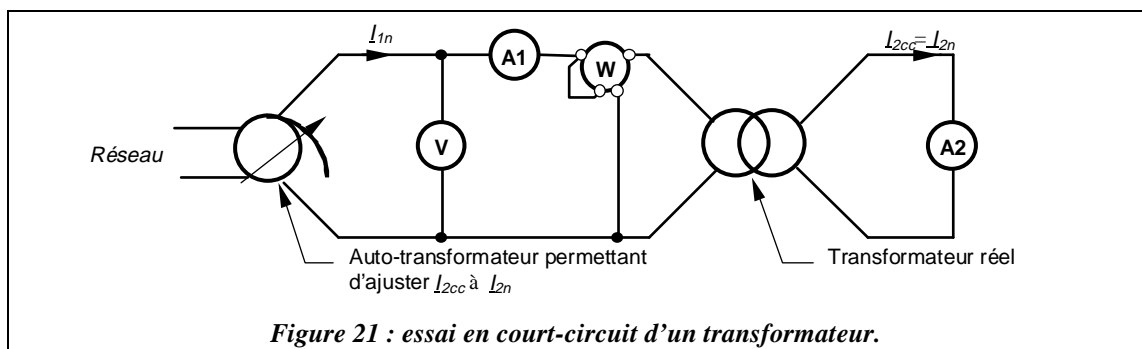 I1n
I2cc=I2n
A1
W
V
A2
Réseau
Auto-transformateur permettant
d'ajuster I2cc à I2n
Transformateur réel
Figure 21 : essai en court-circuit d'un transformateur.